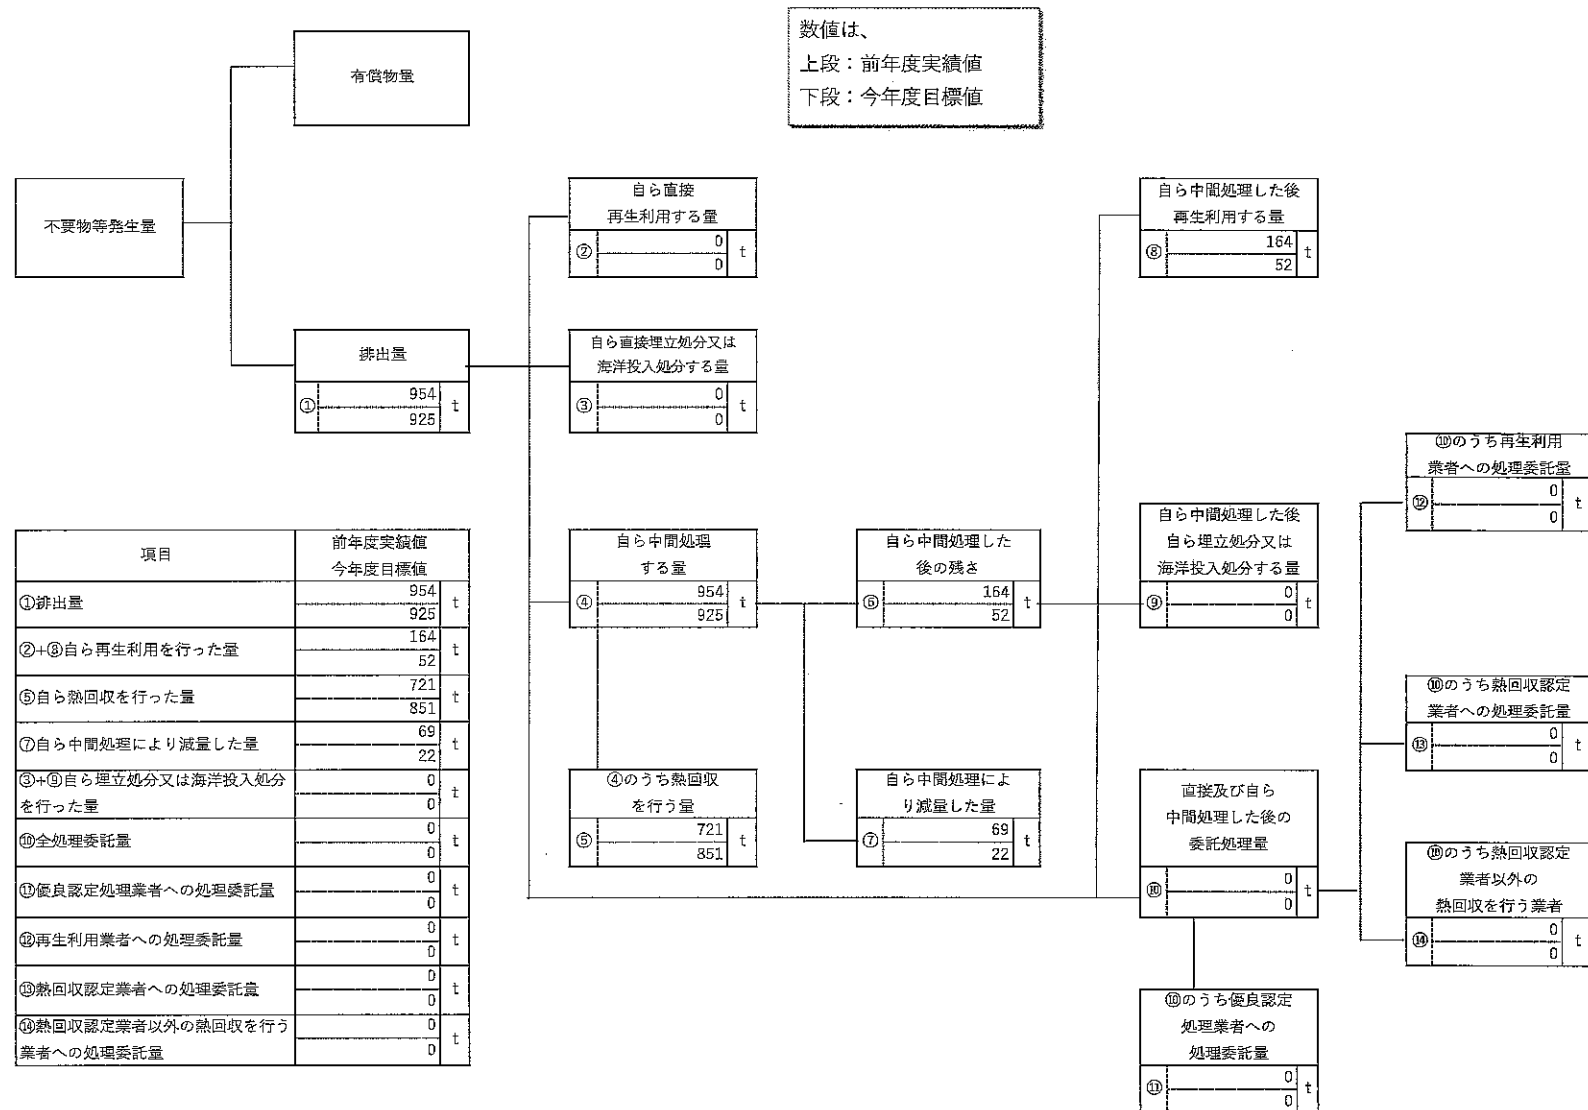 数値は、
上段：前年度実績値
下段：今年度目標値
有償物量
不要物等発生量
排出量
①
954
925
t
自ら直接
再生利用する量
②
0
0
t
自ら直接埋立処分又は
海洋投入処分する量
③
0
0
t
自ら中間処理
する量
④
954
925
t
④のうち熱回収
を行う量
⑤
721
851
t
自ら中間処理した
後の残さ
⑥
164
52
t
自ら中間処理によ
り減量した量
⑦
69
22
t
自ら中間処理した後
再生利用する量
⑧
164
52
t
自ら中間処理した後
自ら埋立処分又は
海洋投入処分する量
⑨
0
0
t
直接及び自ら
中間処理した後の
委託処理量
⑩
0
0
t
⑩のうち優良認定
処理業者への
処理委託量
⑪
0
0
t
⑩のうち再生利用
業者への処理委託量
⑫
0
0
t
⑩のうち熱回収認定
業者への処理委託量
⑬
0
0
t
⑩のうち熱回収認定
業者以外の
熱回収を行う業者
⑭
0
0
t
項目
前年度実績値
今年度目標値
①排出量
954
925
t
②+⑧自ら再生利用を行った量
164
52
t
⑤自ら熱回収を行った量
721
851
t
⑦自ら中間処理により減量した量
69
22
t
③+⑨自ら埋立処分又は海洋投入処分
を行った量
0
0
t
⑩全処理委託量
0
0
t
⑪優良認定処理業者への処理委託量
0
0
t
⑫再生利用業者への処理委託量
0
0
t
⑬熱回収認定業者への処理委託量
0
0
t
⑭熱回収認定業者以外の熱回収を行う
業者への処理委託量
0
0
t